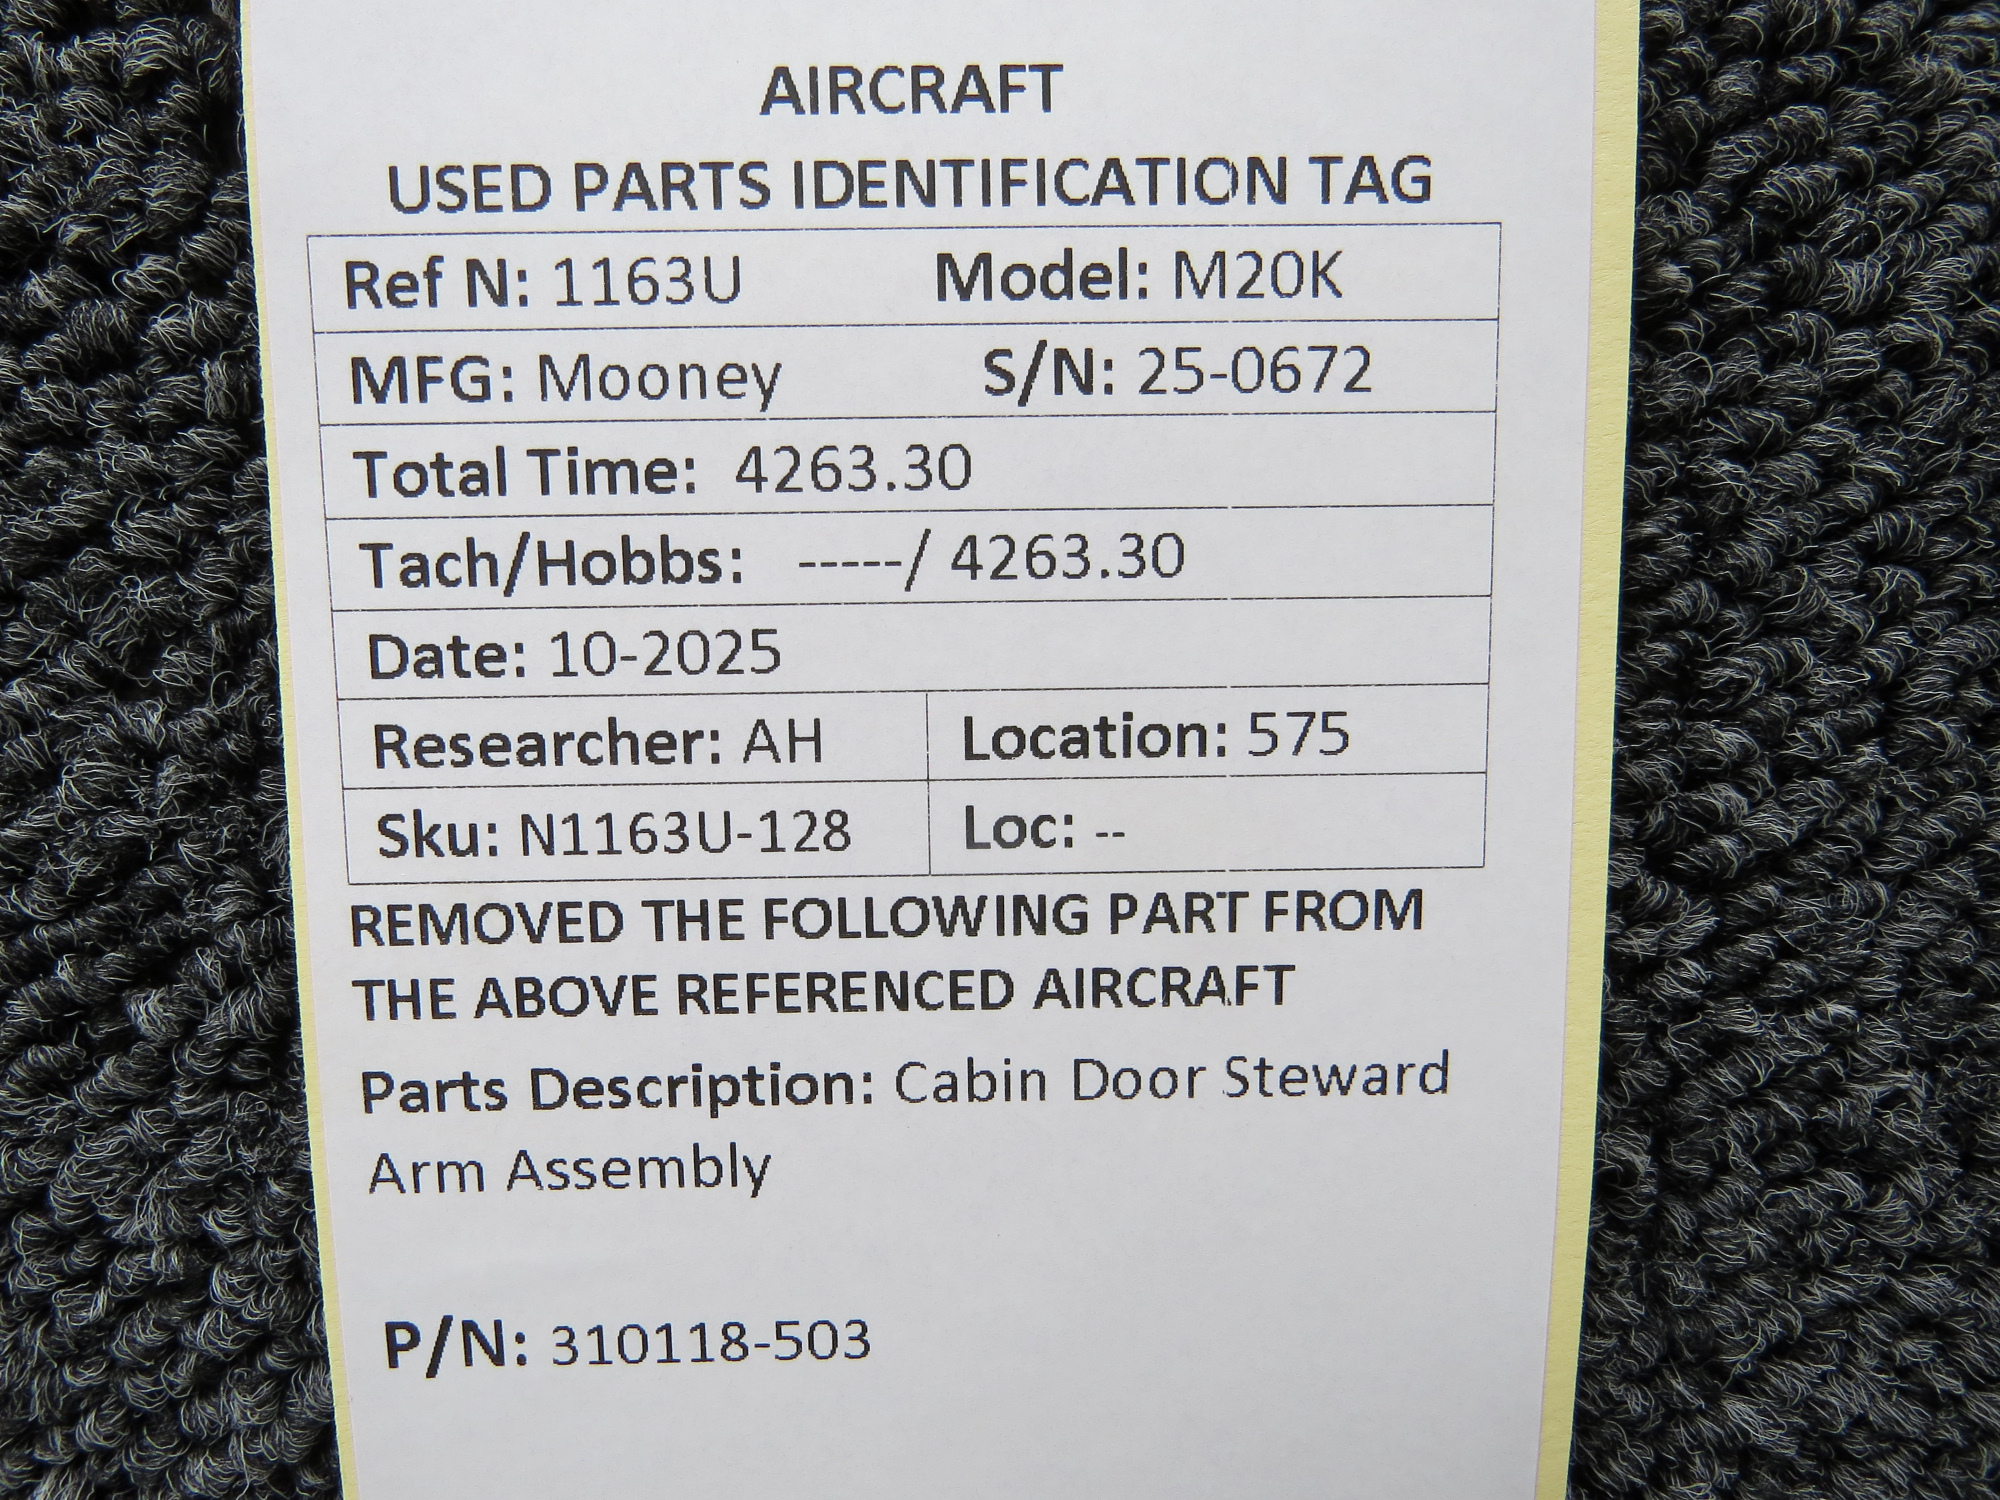 AIRCRAFT
USED PARTS IDENTIFICATION TAG
Ref N: 1163U Model: M20K
MFG: Mooney S/N: 25-0672
Total Time: 4263.30
Tach/Hobbs: -----/ 4263.30
Date: 10-2025
Researcher: AH Location: 575
Sku: N1163U-128 Loc: --
REMOVED THE FOLLOWING PART FROM
THE ABOVE REFERENCED AIRCRAFT
Parts Description: Cabin Door Steward
Arm Assembly
P/N: 310118-503